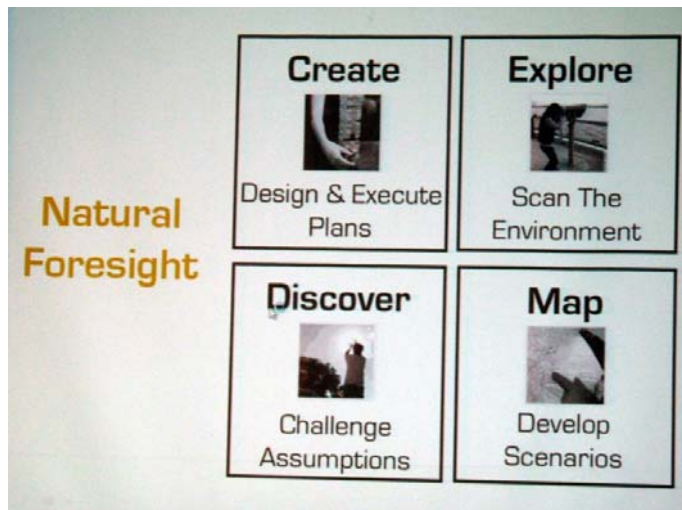 Natural
Foresight
Create
Design & Execute
Plans
Explore
Scan The
Environment
Discover
Challenge
Assumptions
Map
Develop
Scenarios